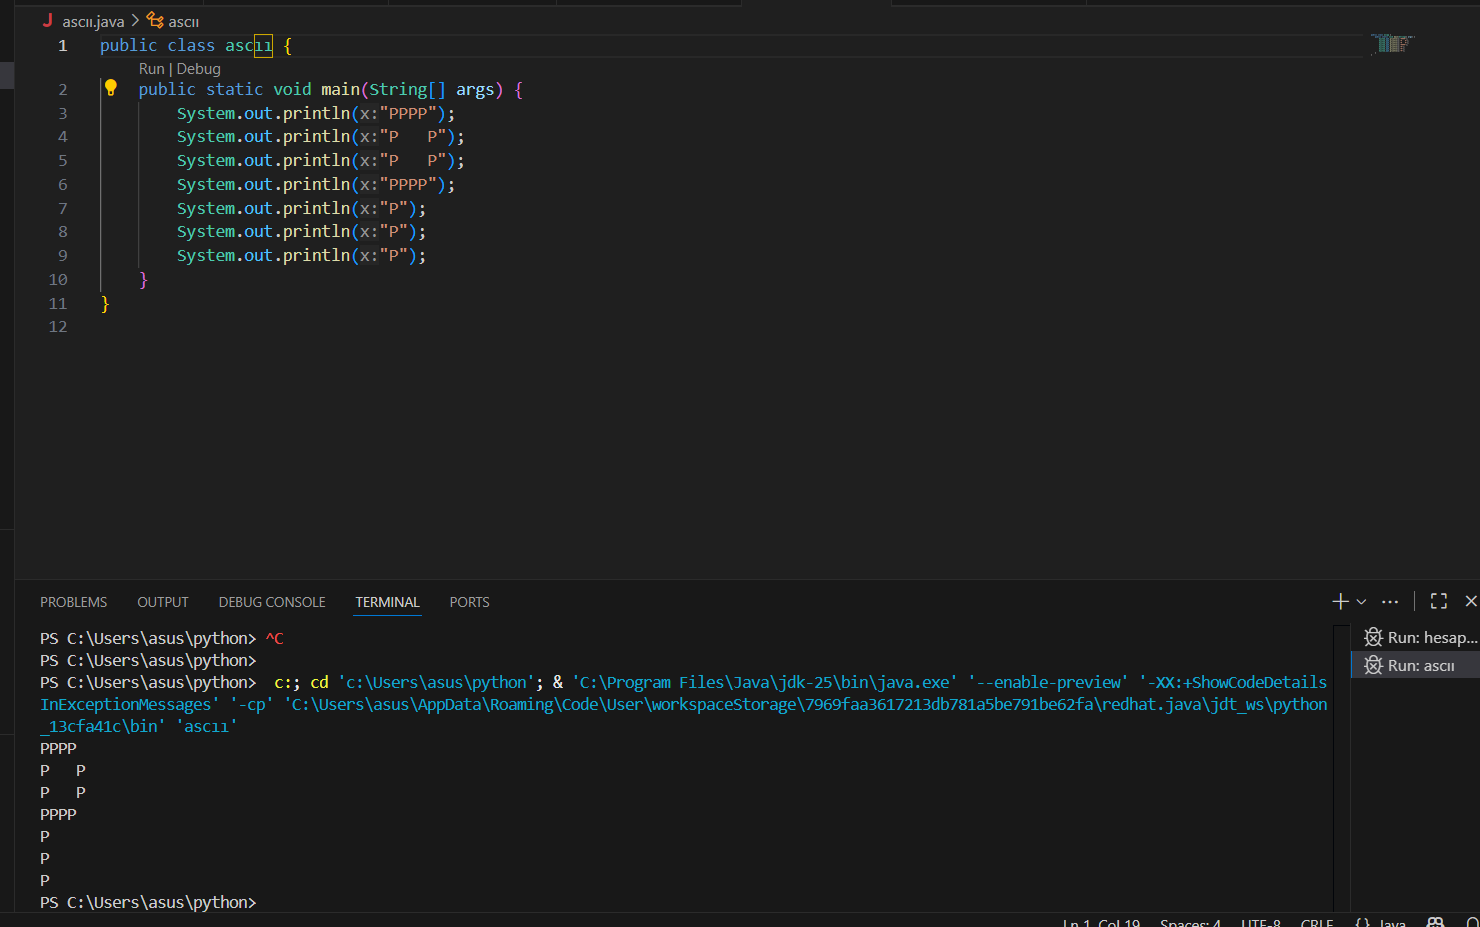 ascıı.java > ascıı
1 public class ascıı {
Run | Debug
2 public static void main(String[] args) {
3 System.out.println(x:"PPPP");
4 System.out.println(x:"P   P");
5 System.out.println(x:"P   P");
6 System.out.println(x:"PPPP");
7 System.out.println(x:"P");
8 System.out.println(x:"P");
9 System.out.println(x:"P");
10 }
11 }
12
PROBLEMS OUTPUT DEBUG CONSOLE TERMINAL PORTS
PS C:\Users\asus\python> ^C
PS C:\Users\asus\python>
PS C:\Users\asus\python>  c:; cd 'c:\Users\asus\python'; & 'C:\Program Files\Java\jdk-25\bin\java.exe' '--enable-preview' '-XX:+ShowCodeDetails
InExceptionMessages' '-cp' 'C:\Users\asus\AppData\Roaming\Code\User\workspaceStorage\7969faa3617213db781a5be791be62fa\redhat.java\jdt_ws\python
_13cfa41c\bin' 'ascıı'
PPPP
P   P
P   P
PPPP
P
P
P
PS C:\Users\asus\python>
Run: hesap...
Run: ascıı
Ln 1, Col 19 Spaces: 4 UTF-8 CRLF {} Java